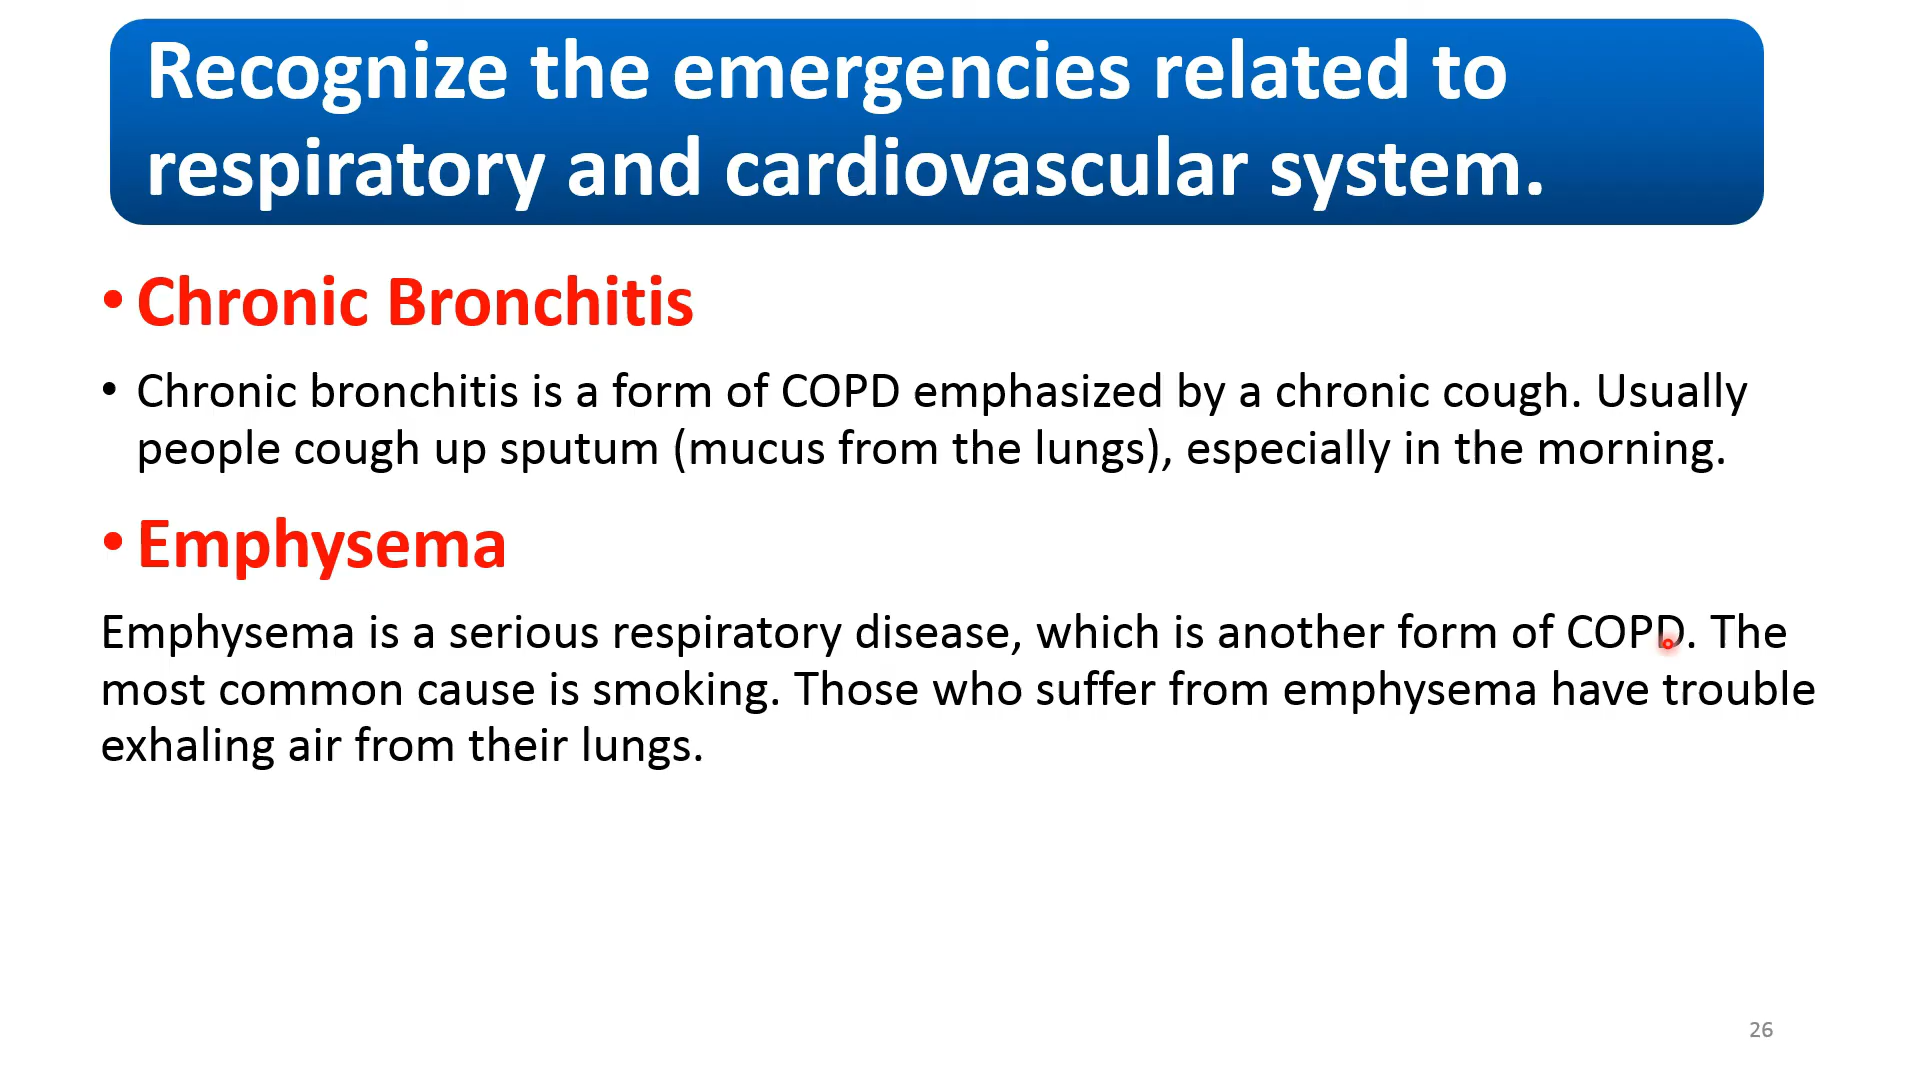 Recognize the emergencies related to
respiratory and cardiovascular system.
• Chronic Bronchitis
• Chronic bronchitis is a form of COPD emphasized by a chronic cough. Usually
people cough up sputum (mucus from the lungs), especially in the morning.
• Emphysema
Emphysema is a serious respiratory disease, which is another form of COPD. The
most common cause is smoking. Those who suffer from emphysema have trouble
exhaling air from their lungs.
26